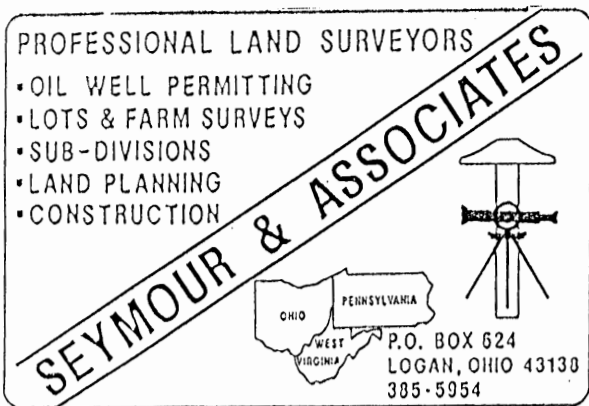 PROFESSIONAL LAND SURVEYORS
▪OIL WELL PERMITTING
▪LOTS & FARM SURVEYS
▪SUB-DIVISIONS
▪LAND PLANNING
▪CONSTRUCTION
SEYMOUR & ASSOCIATES
OHIO
PENNSYLVANIA
WEST
VIRGINIA
P.O. BOX 624
LOGAN, OHIO 43138
385-5954